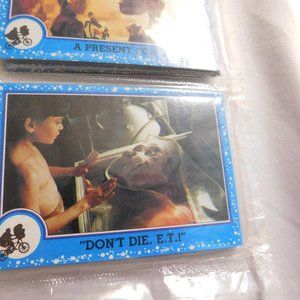 A PRESENT
"DON'T DIE, E.T.!"